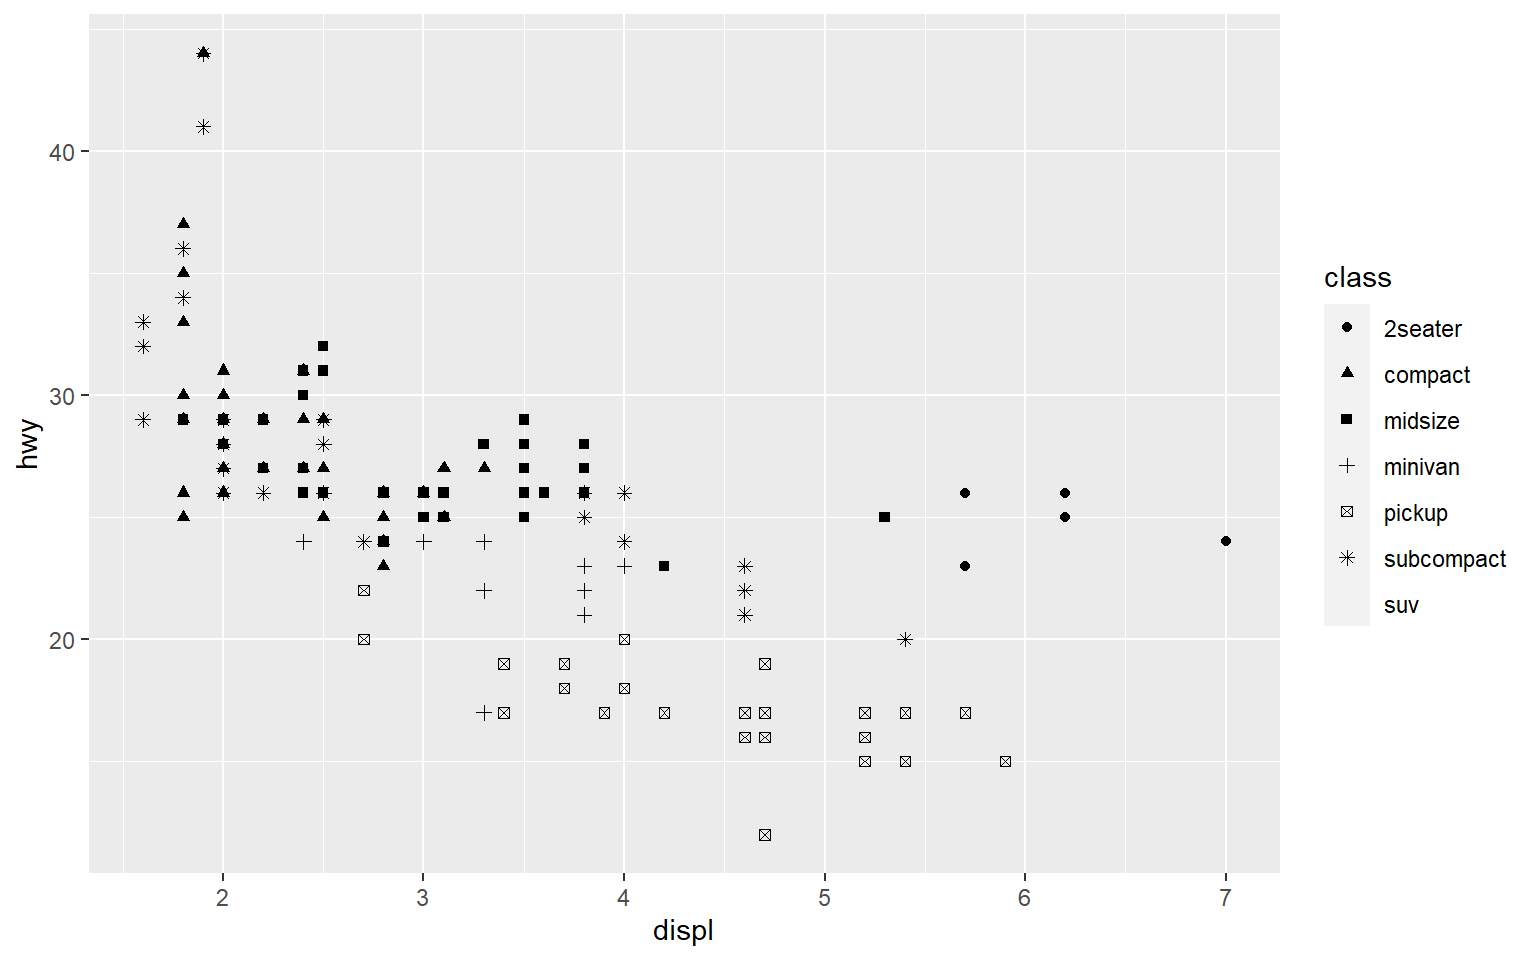 hwy
40
30
20
2 3 4 5 6 7
displ
class
2seater
compact
midsize
minivan
pickup
subcompact
suv